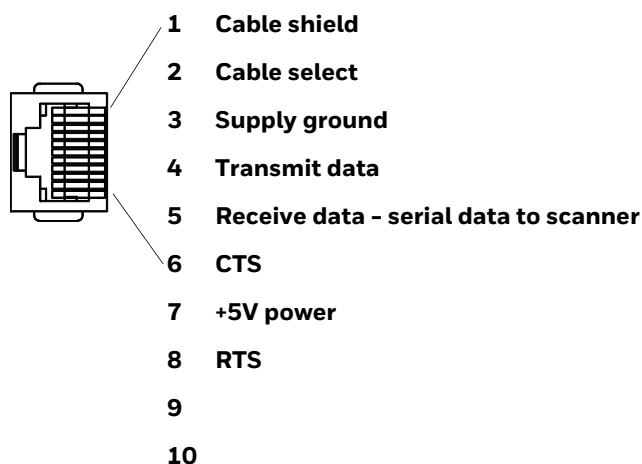 1 Cable shield
2 Cable select
3 Supply ground
4 Transmit data
5 Receive data - serial data to scanner
6 CTS
7 +5V power
8 RTS
9
10